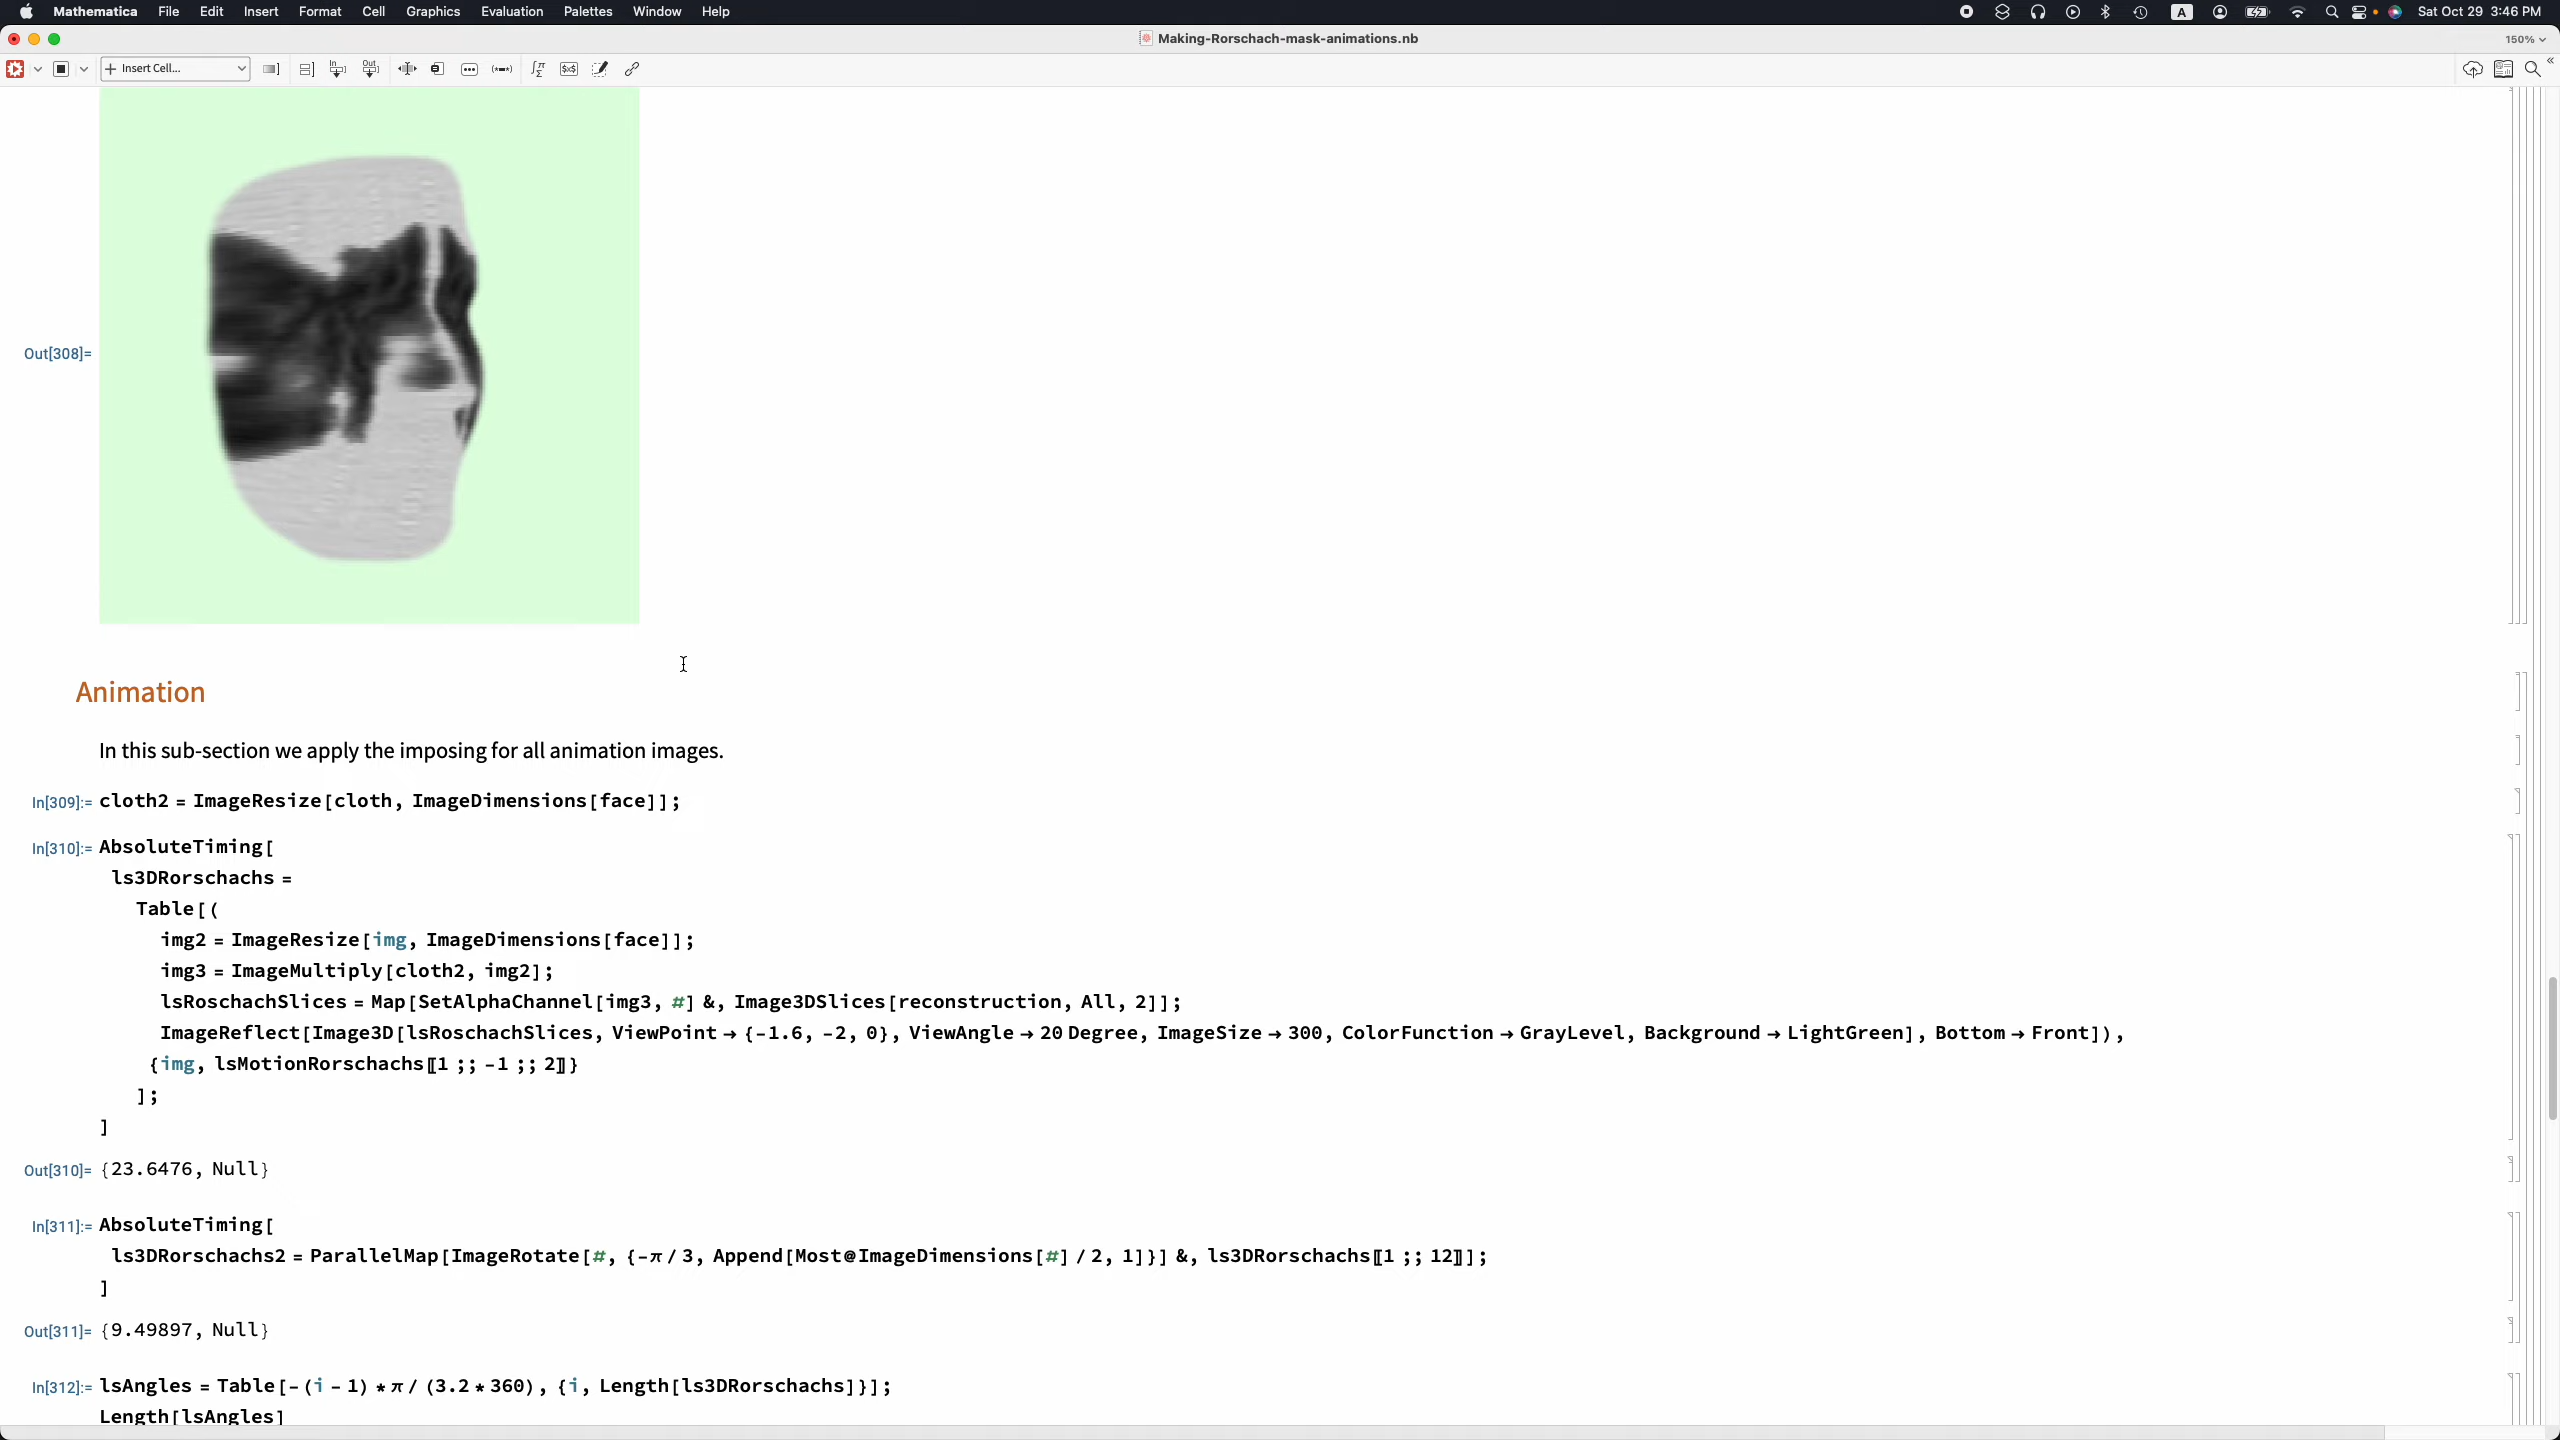 Mathematica File Edit Insert Format Cell Graphics Evaluation Palettes Window Help A Sat Oct 29 3:46 PM
Making-Rorschach-mask-animations.nb 150%
Insert Cell... In Out
Out[308]=
Animation
In this sub-section we apply the imposing for all animation images.
In[309]:= cloth2 = ImageResize[cloth, ImageDimensions[face]];
In[310]:= AbsoluteTiming[
ls3DRorschachs =
Table[(
img2 = ImageResize[img, ImageDimensions[face]];
img3 = ImageMultiply[cloth2, img2];
lsRoschachSlices = Map[SetAlphaChannel[img3, #] &, Image3DSlices[reconstruction, All, 2]];
ImageReflect[Image3D[lsRoschachSlices, ViewPoint → {-1.6, -2, 0}, ViewAngle → 20 Degree, ImageSize → 300, ColorFunction → GrayLevel, Background → LightGreen], Bottom → Front]),
{img, lsMotionRorschachs〚1 ;; -1 ;; 2〛}
];
]
Out[310]= {23.6476, Null}
In[311]:= AbsoluteTiming[
ls3DRorschachs2 = ParallelMap[ImageRotate[#, {-π / 3, Append[Most@ImageDimensions[#] / 2, 1]}] &, ls3DRorschachs〚1 ;; 12〛];
]
Out[311]= {9.49897, Null}
In[312]:= lsAngles = Table[- (i - 1) * π / (3.2 * 360), {i, Length[ls3DRorschachs]}];
Length[lsAngles]